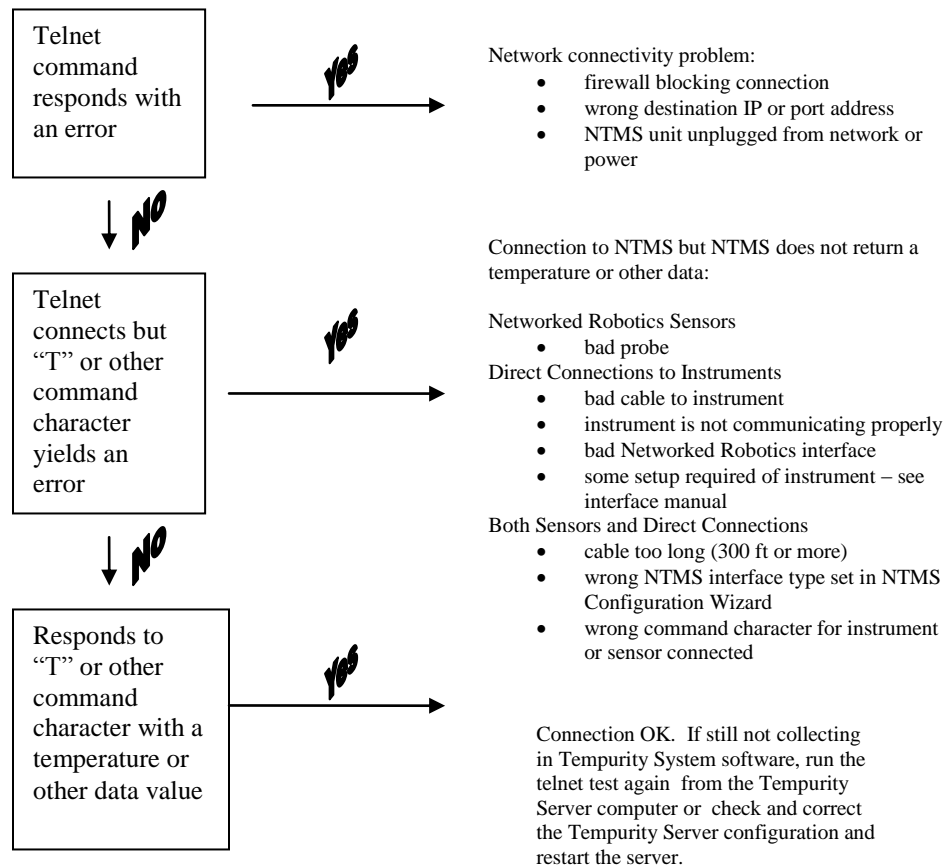 Telnet
command
responds with
an error
YES
Network connectivity problem:
• firewall blocking connection
• wrong destination IP or port address
• NTMS unit unplugged from network or
power
NO
Telnet
connects but
“T” or other
command
character
yields an
error
YES
Connection to NTMS but NTMS does not return a
temperature or other data:
Networked Robotics Sensors
• bad probe
Direct Connections to Instruments
• bad cable to instrument
• instrument is not communicating properly
• bad Networked Robotics interface
• some setup required of instrument – see
interface manual
Both Sensors and Direct Connections
• cable too long (300 ft or more)
• wrong NTMS interface type set in NTMS
Configuration Wizard
• wrong command character for instrument
or sensor connected
NO
Responds to
“T” or other
command
character with a
temperature or
other data value
YES
Connection OK. If still not collecting
in Tempurity System software, run the
telnet test again from the Tempurity
Server computer or check and correct
the Tempurity Server configuration and
restart the server.